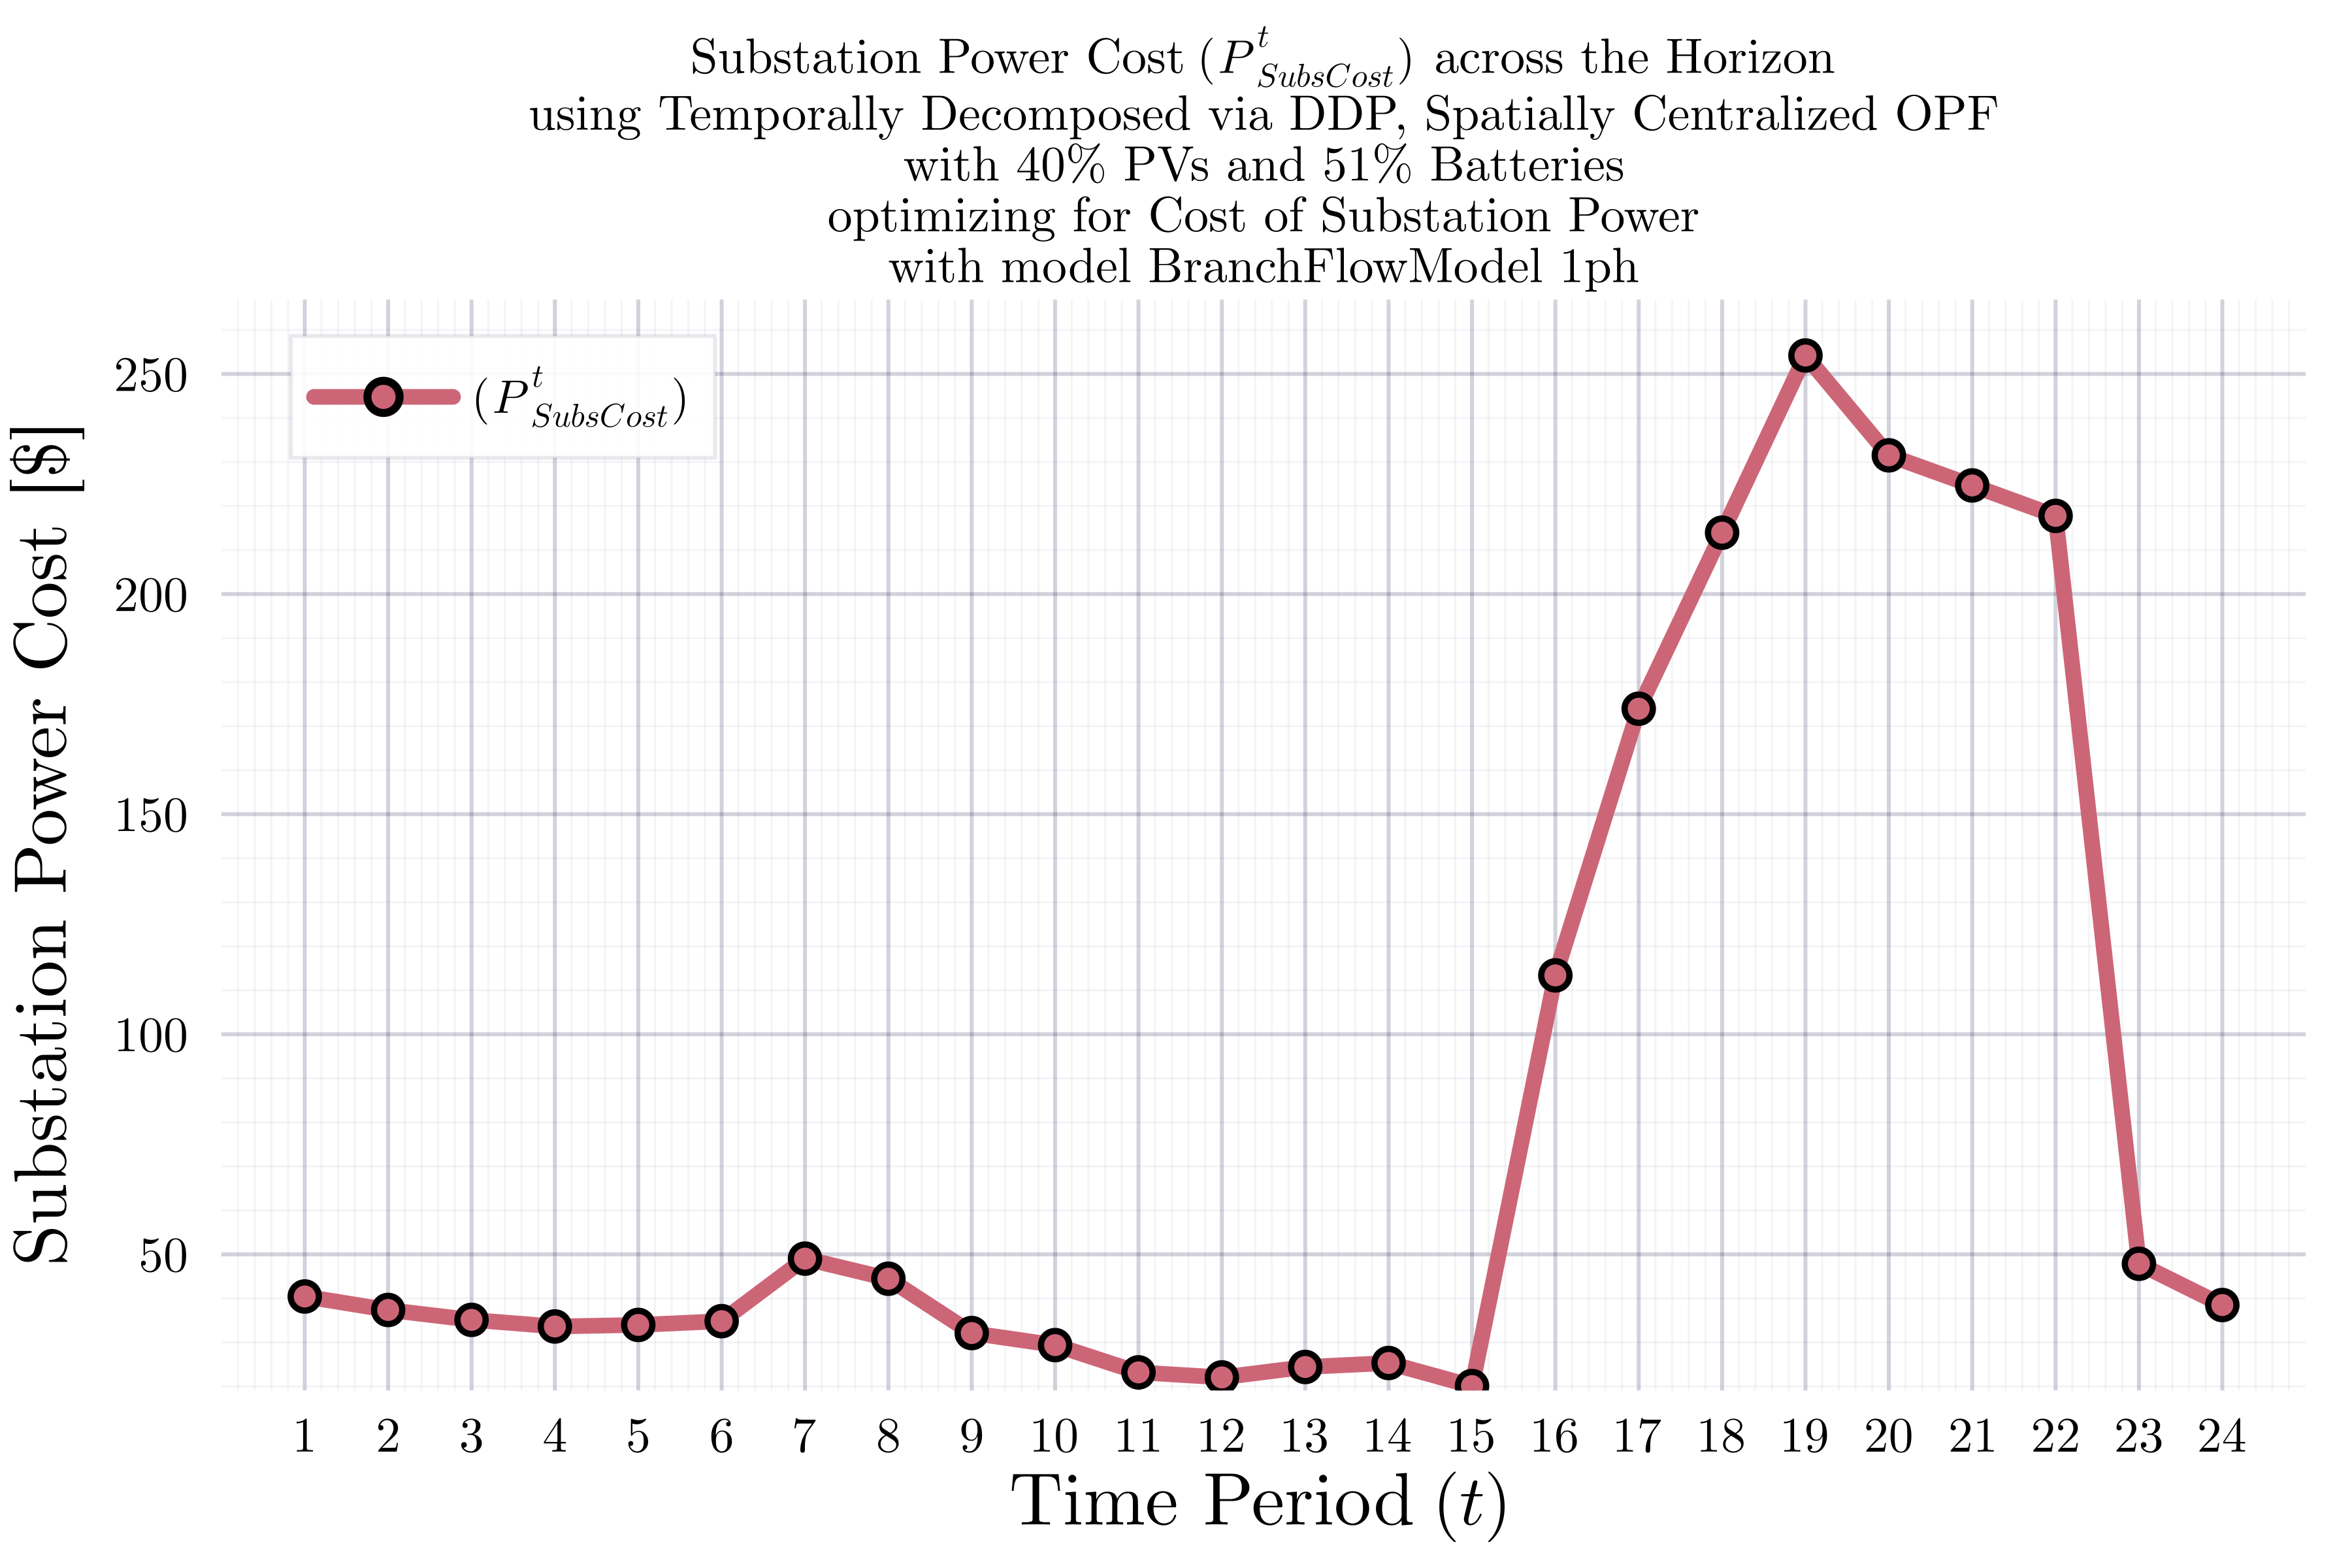 Substation Power Cost (P^t_SubsCost) across the Horizon
using Temporally Decomposed via DDP, Spatially Centralized OPF
with 40% PVs and 51% Batteries
optimizing for Cost of Substation Power
with model BranchFlowModel 1ph
(P^t_SubsCost)
Substation Power Cost [$]
250
200
150
100
50
1 2 3 4 5 6 7 8 9 10 11 12 13 14 15 16 17 18 19 20 21 22 23 24
Time Period (t)